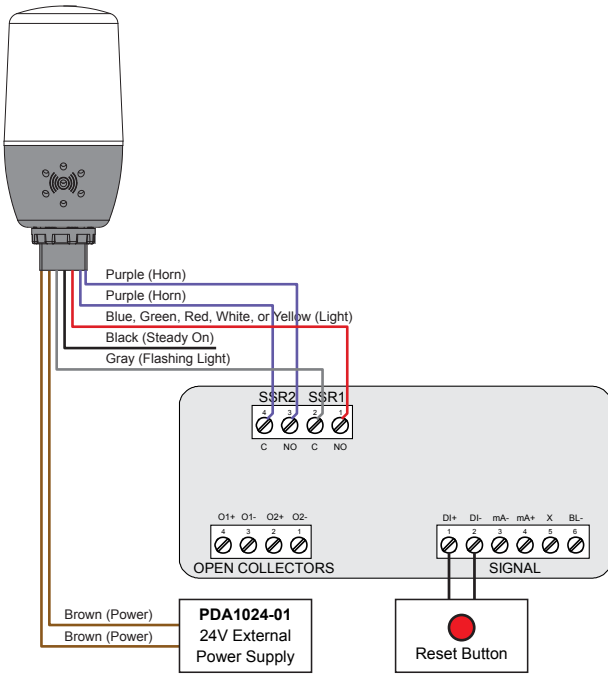 Purple (Horn)
Purple (Horn)
Blue, Green, Red, White, or Yellow (Light)
Black (Steady On)
Gray (Flashing Light)
SSR2 SSR1
4 3 2 1
C NO C NO
O1+ O1- O2+ O2-
4 3 2 1
OPEN COLLECTORS
DI+ DI- mA- mA+ X BL-
1 2 3 4 5 6
SIGNAL
Brown (Power)
Brown (Power)
PDA1024-01
24V External
Power Supply
Reset Button